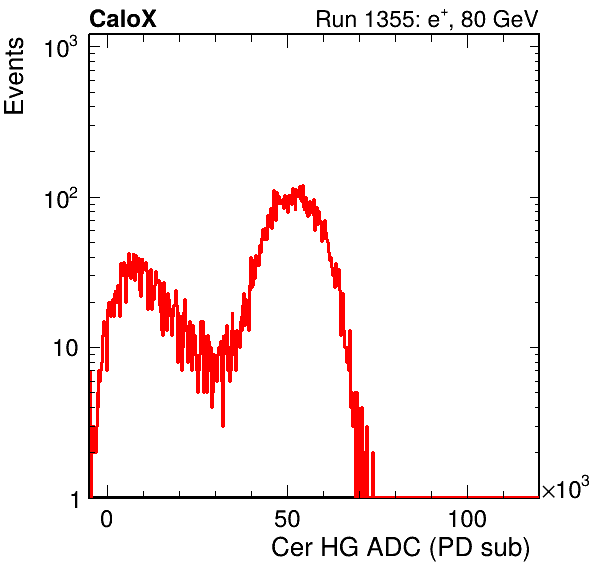 CaloX
Run 1355: e⁺, 80 GeV
Events
10³
10²
10
1
0
50
100
×10³
Cer HG ADC (PD sub)